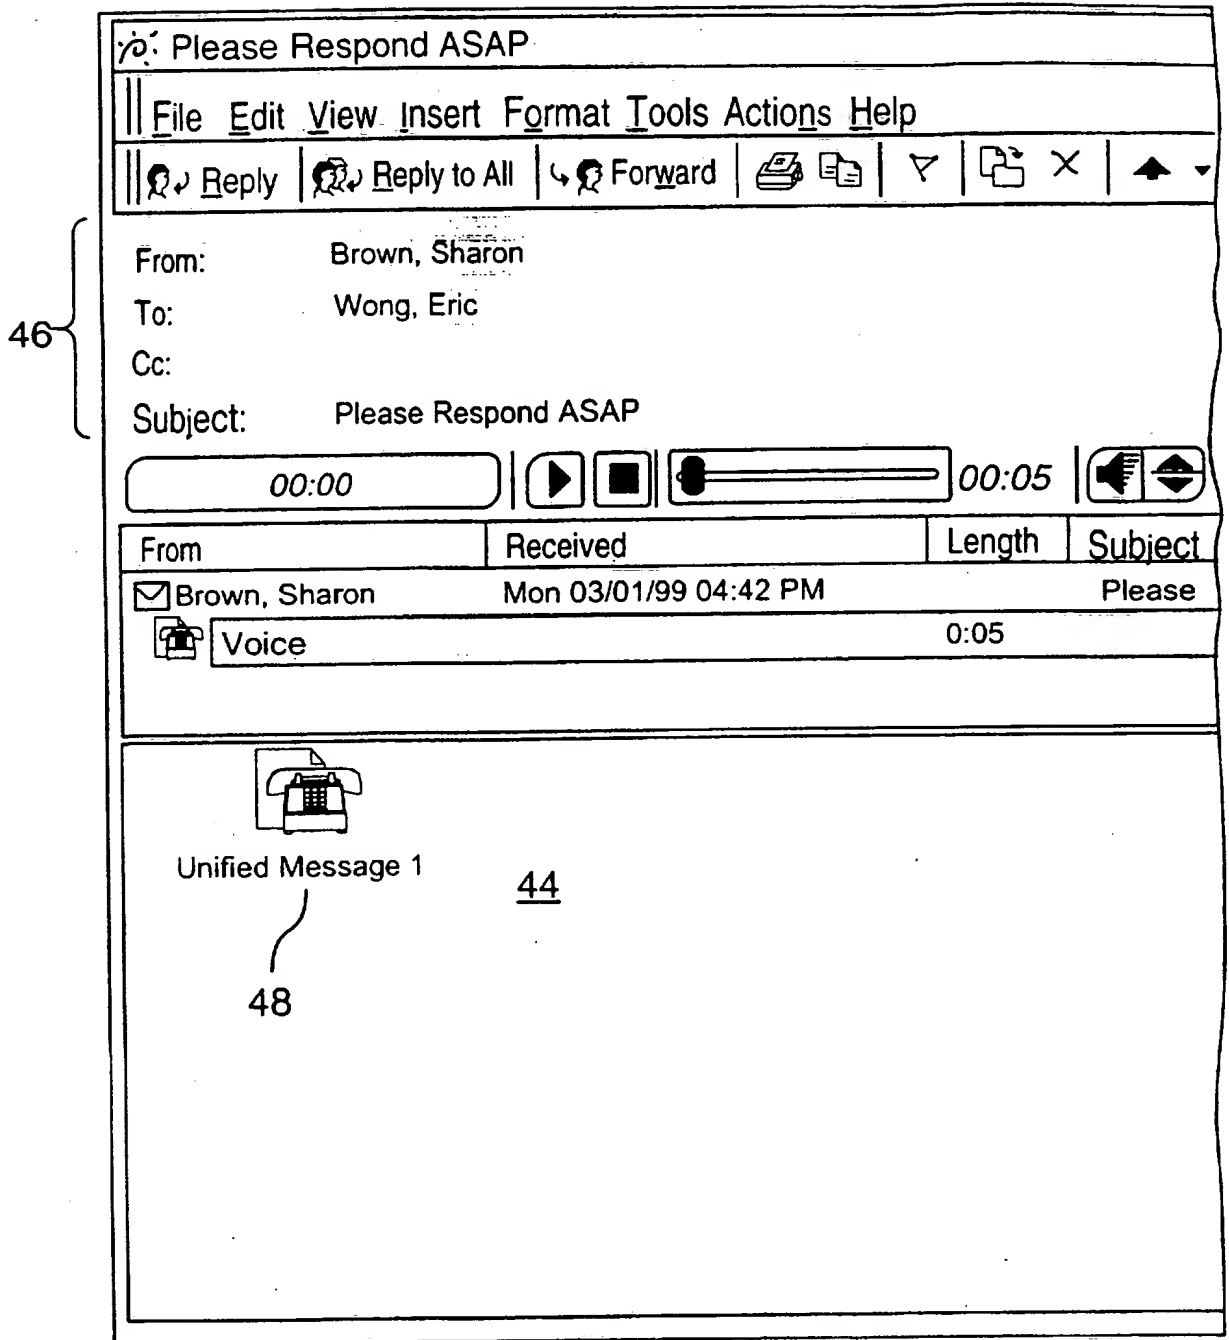 Please Respond ASAP
File Edit View Insert Format Tools Actions Help
Reply Reply to All Forward
From: Brown, Sharon
To: Wong, Eric
46
Cc:
Subject: Please Respond ASAP
00:00 00:05
From Received Length Subject
Brown, Sharon Mon 03/01/99 04:42 PM Please
Voice 0:05
Unified Message 1
44
48